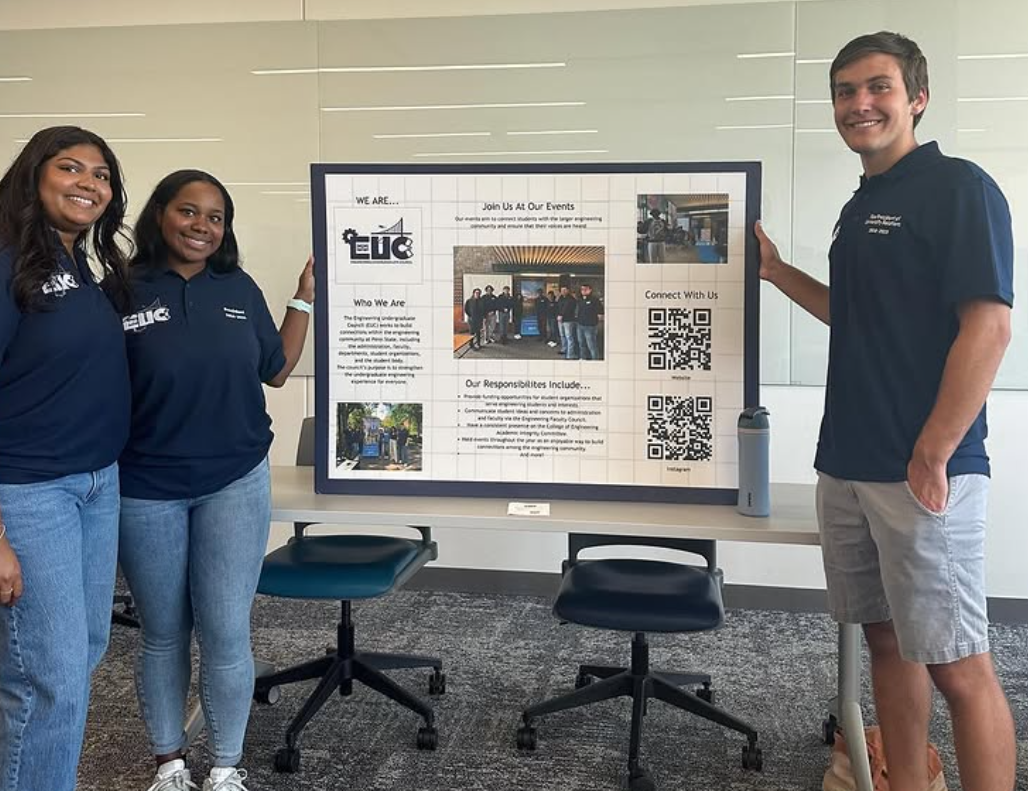 WE ARE...
EUC
Who We Are
The Engineering Undergraduate
Council (EUC) works to build
connections within the engineering
community at Penn State, including
the administration, faculty,
departments, student organizations,
and the student body.
The council's purpose is to strengthen
the undergraduate engineering
experience for everyone.
Join Us At Our Events
Our events aim to connect students with the larger engineering
community and ensure that their voices are heard.
Our Responsibilites Include...
• Provide funding opportunities for student organizations that
serve engineering students and interests.
• Communicate student ideas and concerns to administration
and faculty via the Engineering Faculty Council.
• Have a consistent presence on the College of Engineering
Academic Integrity Committee.
• Hold events throughout the year as an enjoyable way to build
connections among the engineering community.
And more!
Connect With Us
Website
Instagram
EUC
EUC
President
University Relations